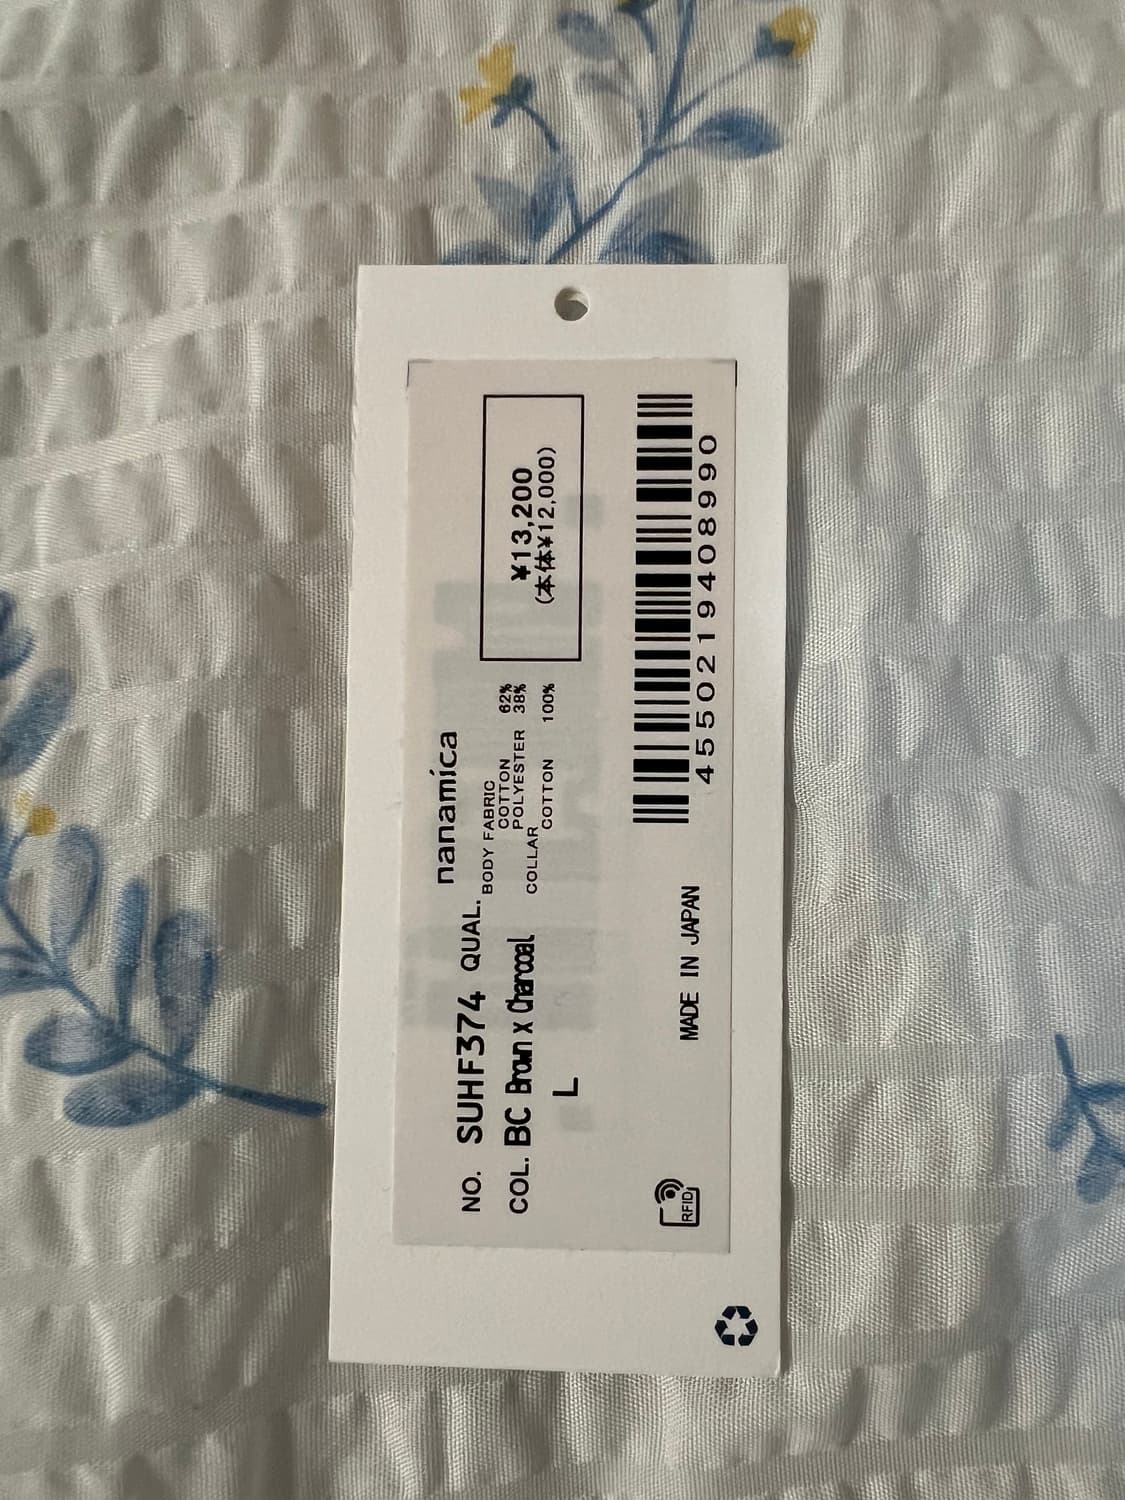 nanamica
NO. SUHF374 QUAL.
BODY FABRIC
COTTON 62%
POLYESTER 38%
COLLAR
COTTON 100%
COL. BC Brown x Charcoal
L
¥13,200
(本体¥12,000)
4550219408990
MADE IN JAPAN
RFID